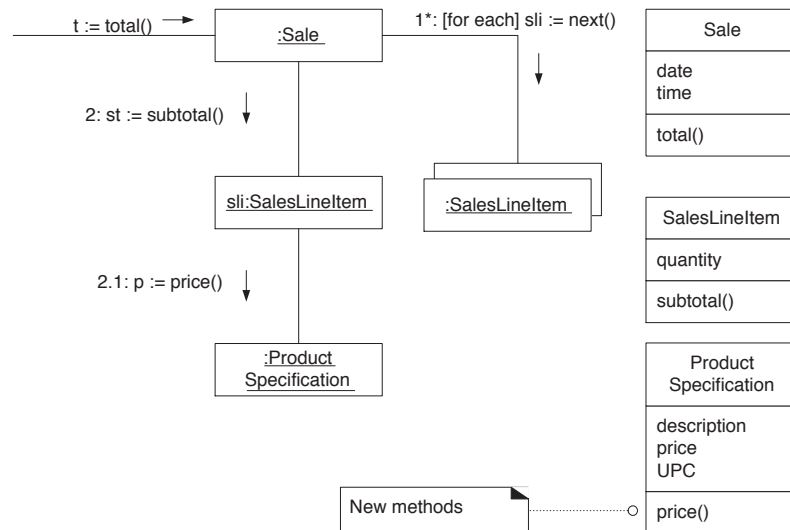 t := total()
:Sale
1*: [for each] sli := next()
2: st := subtotal()
sli:SalesLineItem
:SalesLineItem
2.1: p := price()
:Product
Specification
Sale
date
time
total()
SalesLineItem
quantity
subtotal()
Product
Specification
description
price
UPC
price()
New methods